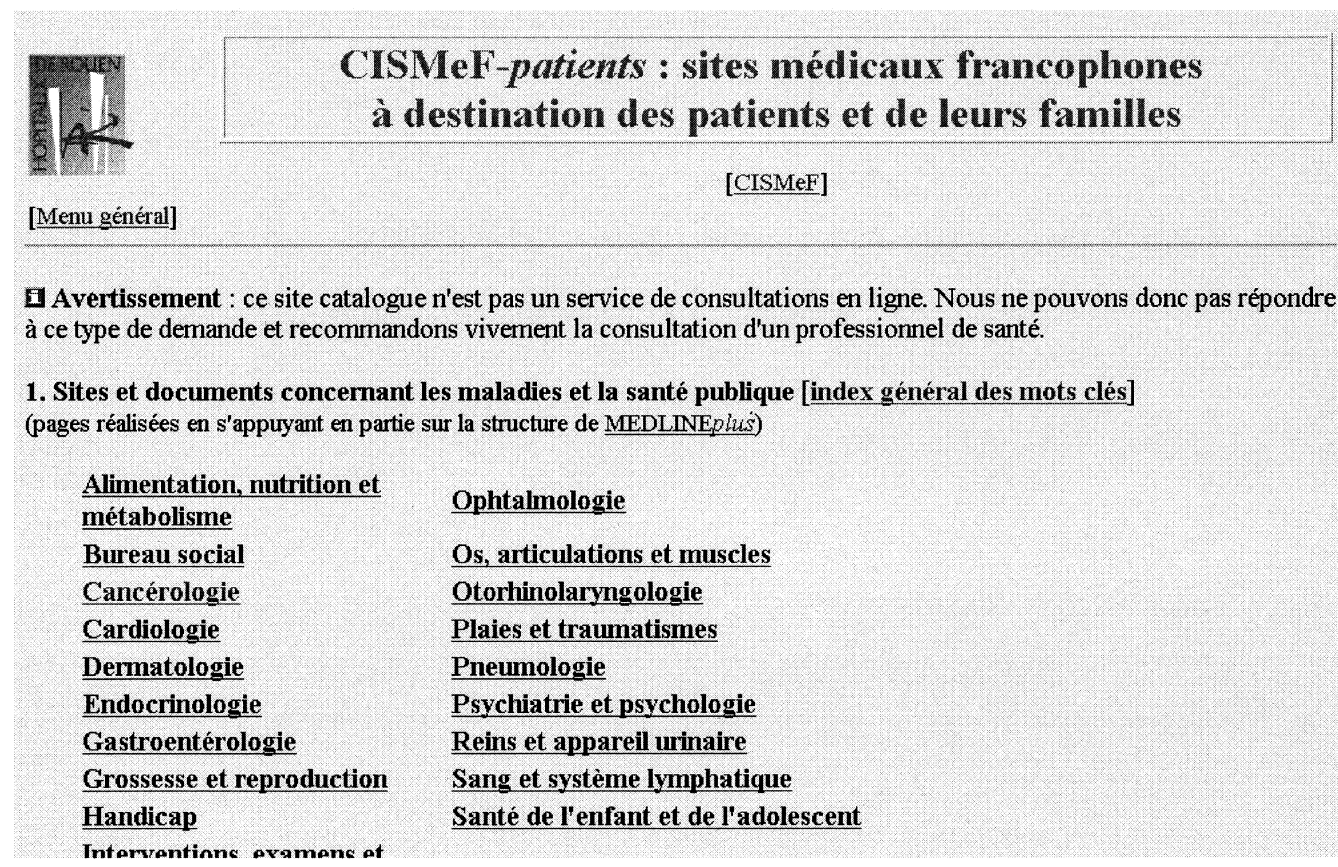 CISMeF-patients : sites médicaux francophones
à destination des patients et de leurs familles
HOPITAUX DE ROUEN
[CISMeF]
[Menu général]
Avertissement : ce site catalogue n'est pas un service de consultations en ligne. Nous ne pouvons donc pas répondre
à ce type de demande et recommandons vivement la consultation d'un professionnel de santé.
1. Sites et documents concernant les maladies et la santé publique [index général des mots clés]
(pages réalisées en s'appuyant en partie sur la structure de MEDLINEplus)
Alimentation, nutrition et
métabolisme
Ophtalmologie
Bureau social
Os, articulations et muscles
Cancérologie
Otorhinolaryngologie
Cardiologie
Plaies et traumatismes
Dermatologie
Pneumologie
Endocrinologie
Psychiatrie et psychologie
Gastroentérologie
Reins et appareil urinaire
Grossesse et reproduction
Sang et système lymphatique
Handicap
Santé de l'enfant et de l'adolescent
Interventions, examens et